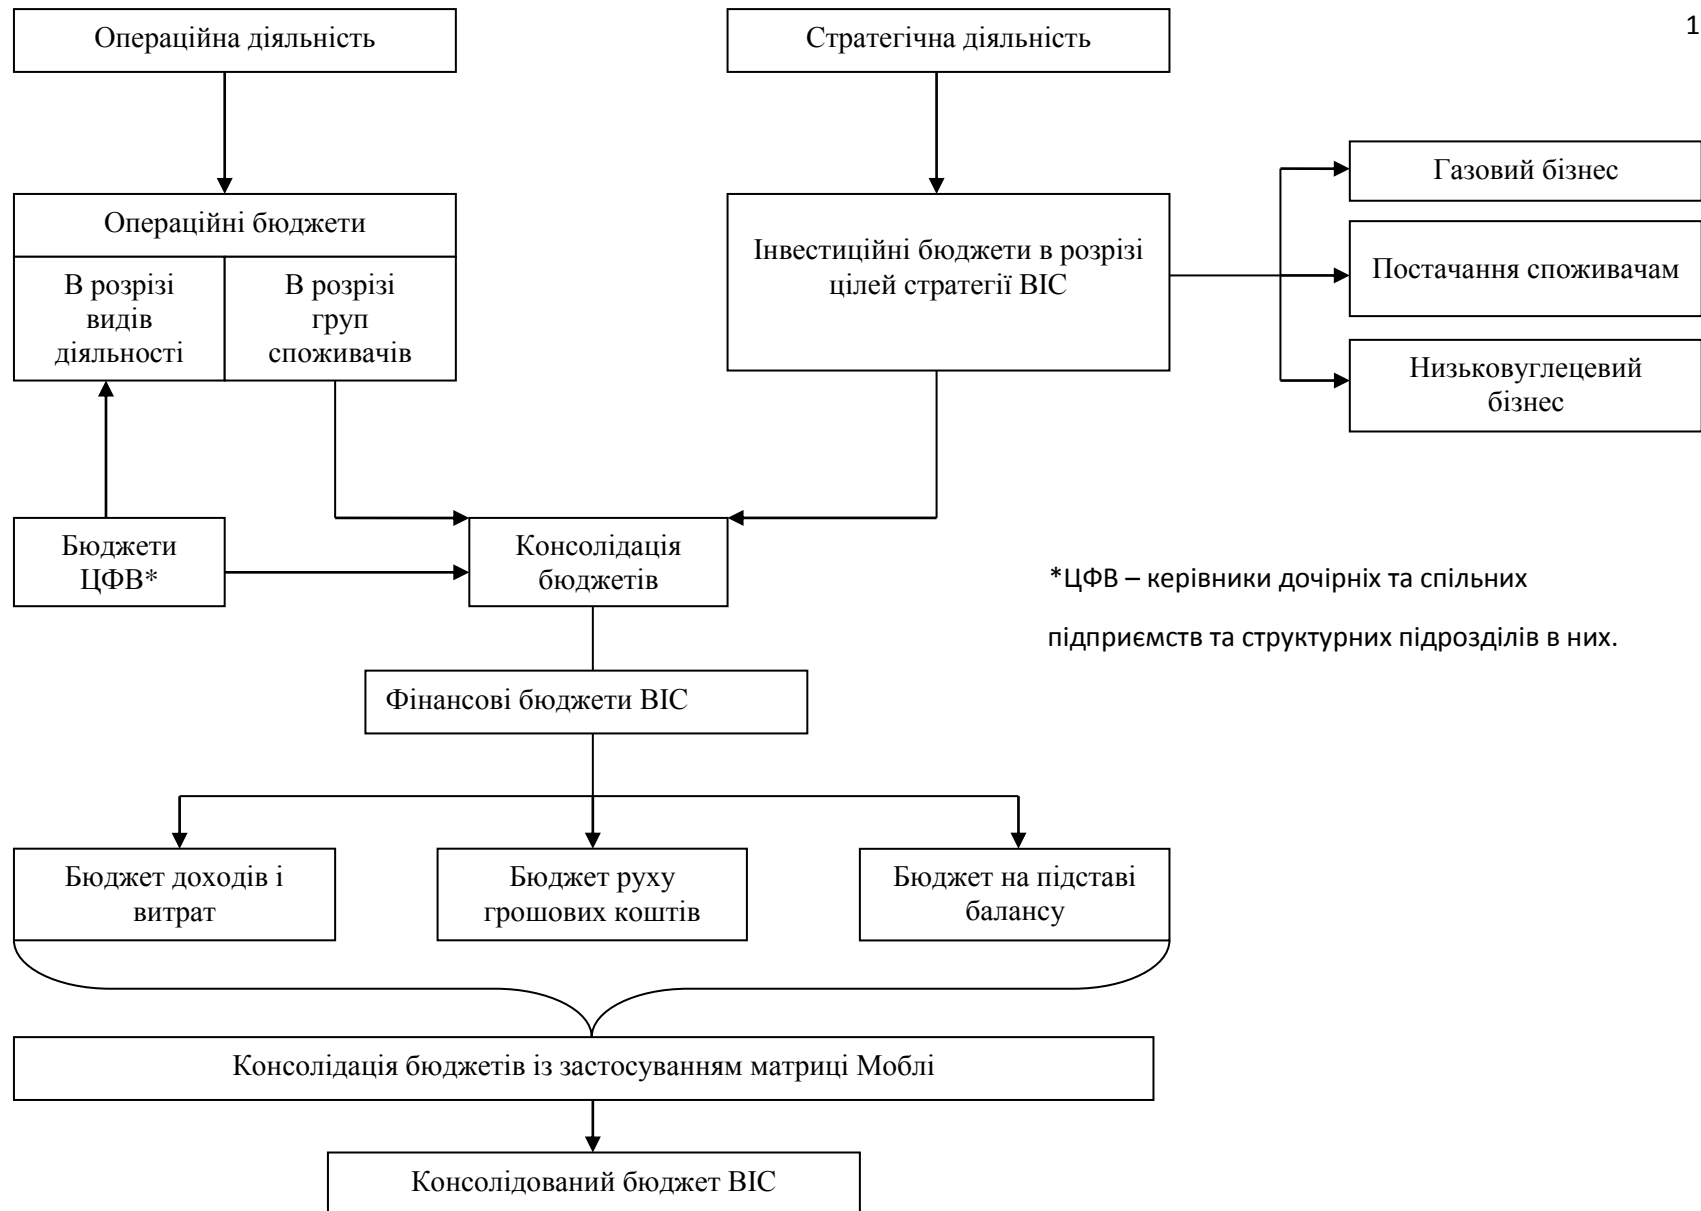 1
Операційна діяльність
Стратегічна діяльність
Газовий бізнес
Операційні бюджети
Інвестиційні бюджети в розрізі
цілей стратегії ВІС
Постачання споживачам
В розрізі
видів
діяльності
В розрізі
груп
споживачів
Низьковуглецевий
бізнес
Бюджети
ЦФВ*
Консолідація
бюджетів
*ЦФВ – керівники дочірніх та спільних
підприємств та структурних підрозділів в них.
Фінансові бюджети ВІС
Бюджет доходів і
витрат
Бюджет руху
грошових коштів
Бюджет на підставі
балансу
Консолідація бюджетів із застосуванням матриці Моблі
Консолідований бюджет ВІС